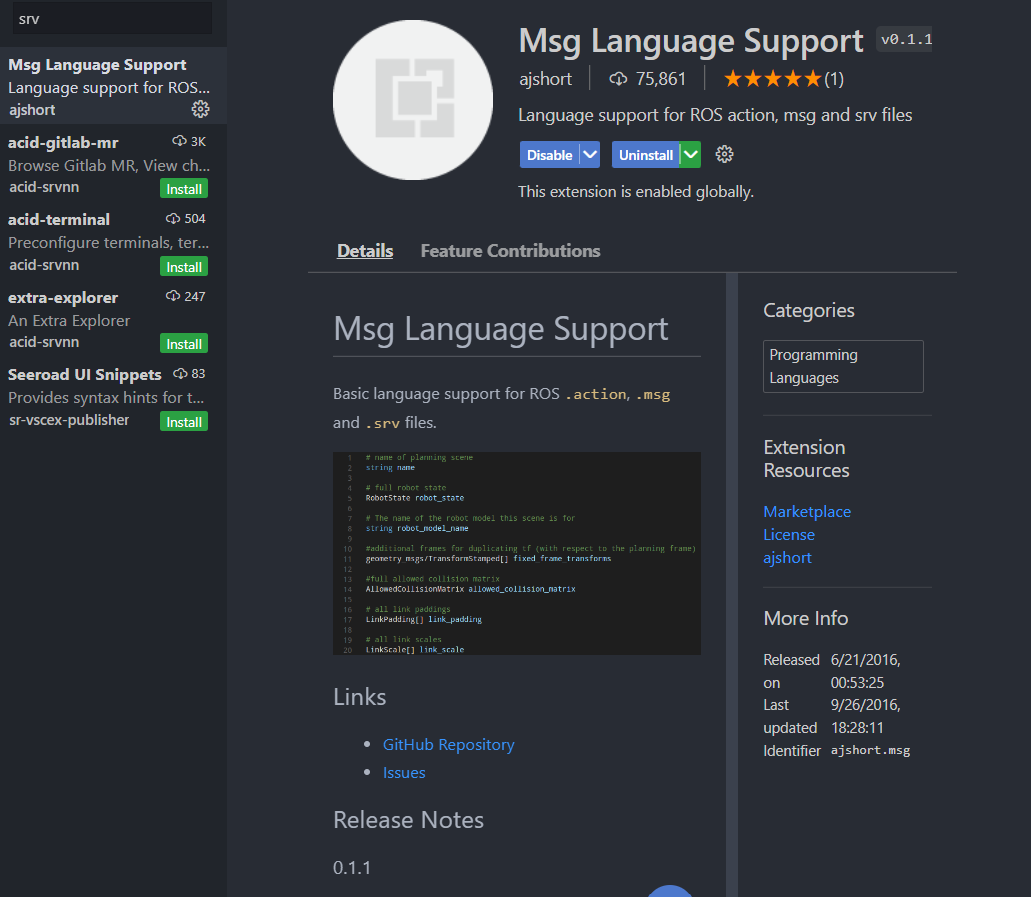 srv
Msg Language Support
Language support for ROS...
ajshort
acid-gitlab-mr 3K
Browse Gitlab MR, View ch...
acid-srvnn Install
acid-terminal 504
Preconfigure terminals, ter...
acid-srvnn Install
extra-explorer 247
An Extra Explorer
acid-srvnn Install
Seeroad UI Snippets 83
Provides syntax hints for t...
sr-vscex-publisher Install
Msg Language Support v0.1.1
ajshort 75,861 (1)
Language support for ROS action, msg and srv files
Disable Uninstall
This extension is enabled globally.
Details Feature Contributions
Msg Language Support
Basic language support for ROS .action, .msg
and .srv files.
1 # name of planning scene
2 string name
3
4 # full robot state
5 RobotState robot_state
6
7 # The name of the robot model this scene is for
8 string robot_model_name
9
10 #additional frames for duplicating tf (with respect to the planning frame)
11 geometry_msgs/TransformStamped[] fixed_frame_transforms
12
13 #full allowed collision matrix
14 AllowedCollisionMatrix allowed_collision_matrix
15
16 # all link paddings
17 LinkPadding[] link_padding
18
19 # all link scales
20 LinkScale[] link_scale
Links
• GitHub Repository
• Issues
Release Notes
0.1.1
Categories
Programming
Languages
Extension
Resources
Marketplace
License
ajshort
More Info
Released 6/21/2016,
on 00:53:25
Last 9/26/2016,
updated 18:28:11
Identifier ajshort.msg